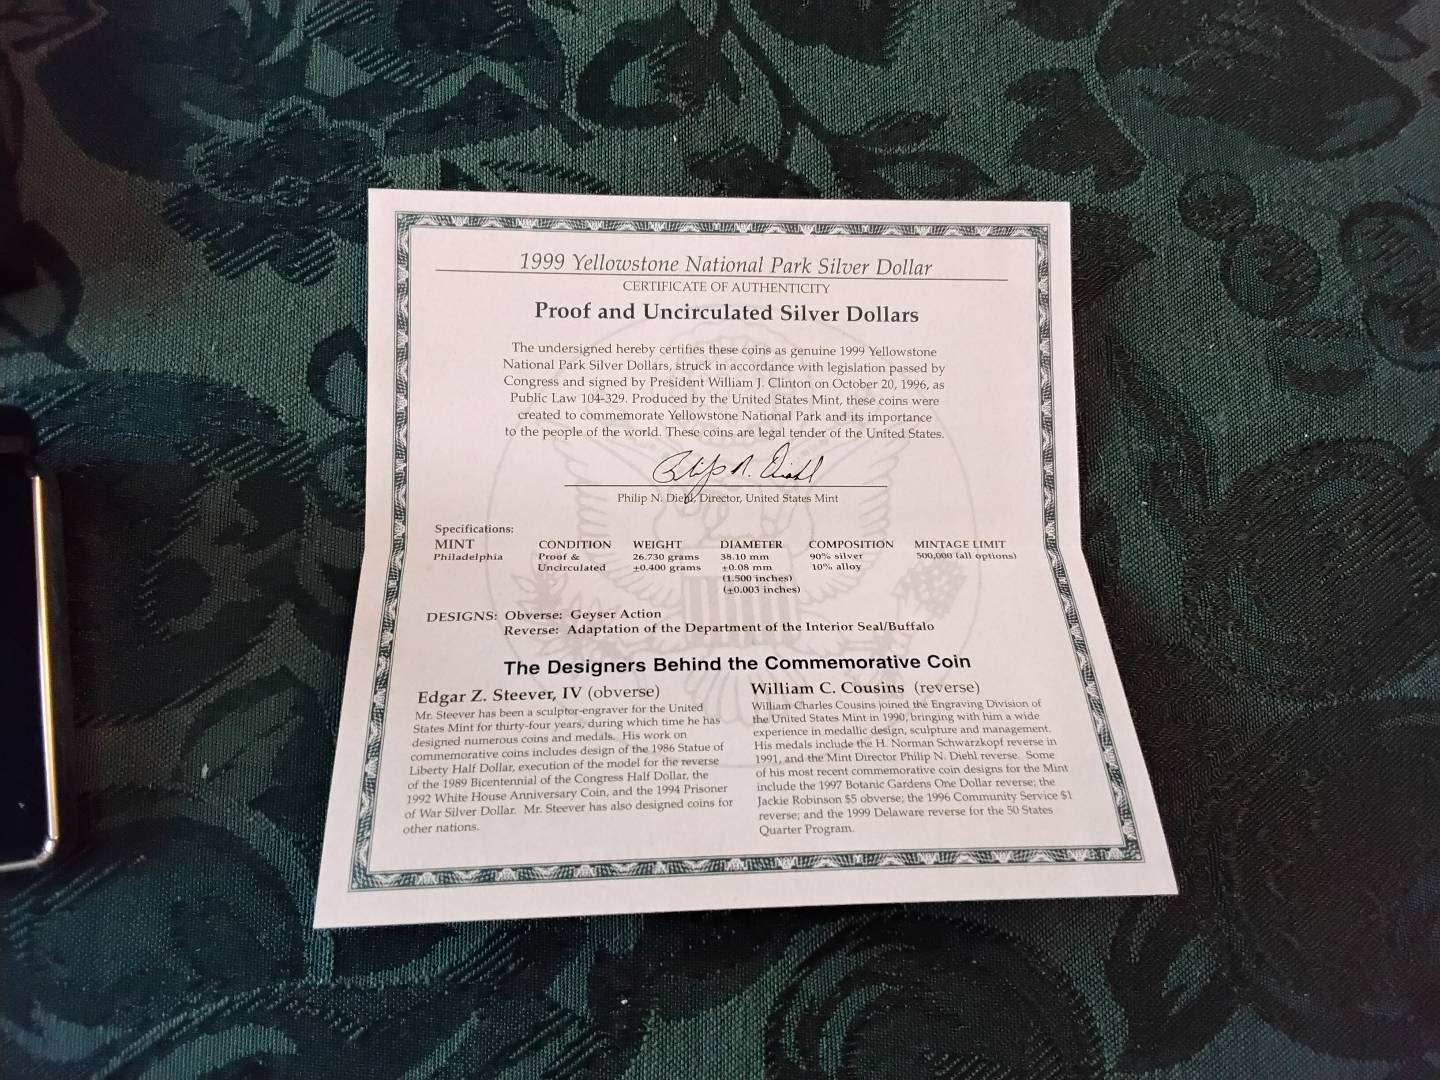 1999 Yellowstone National Park Silver Dollar
CERTIFICATE OF AUTHENTICITY
Proof and Uncirculated Silver Dollars
The undersigned hereby certifies these coins as genuine 1999 Yellowstone
National Park Silver Dollars, struck in accordance with legislation passed by
Congress and signed by President William J. Clinton on October 20, 1996, as
Public Law 104-329. Produced by the United States Mint, these coins were
created to commemorate Yellowstone National Park and its importance
to the people of the world. These coins are legal tender of the United States.
Philip N. Diehl
Philip N. Diehl, Director, United States Mint
Specifications:
MINT CONDITION WEIGHT DIAMETER COMPOSITION MINTAGE LIMIT
Philadelphia Proof & 26.730 grams 38.10 mm 90% silver 500,000 (all options)
Uncirculated ±0.400 grams ±0.08 mm 10% alloy
(1.500 inches)
(±0.003 inches)
DESIGNS: Obverse: Geyser Action
Reverse: Adaptation of the Department of the Interior Seal/Buffalo
The Designers Behind the Commemorative Coin
Edgar Z. Steever, IV (obverse)
Mr. Steever has been a sculptor-engraver for the United
States Mint for thirty-four years, during which time he has
designed numerous coins and medals. His work on
commemorative coins includes design of the 1986 Statue of
Liberty Half Dollar, execution of the model for the reverse
of the 1989 Bicentennial of the Congress Half Dollar, the
1992 White House Anniversary Coin, and the 1994 Prisoner
of War Silver Dollar. Mr. Steever has also designed coins for
other nations.
William C. Cousins (reverse)
William Charles Cousins joined the Engraving Division of
the United States Mint in 1990, bringing with him a wide
experience in medallic design, sculpture and management.
His medals include the H. Norman Schwarzkopf reverse in
1991, and the Mint Director Philip N. Diehl reverse. Some
of his most recent commemorative coin designs for the Mint
include the 1997 Botanic Gardens One Dollar reverse; the
Jackie Robinson $5 obverse; the 1996 Community Service $1
reverse; and the 1999 Delaware reverse for the 50 States
Quarter Program.